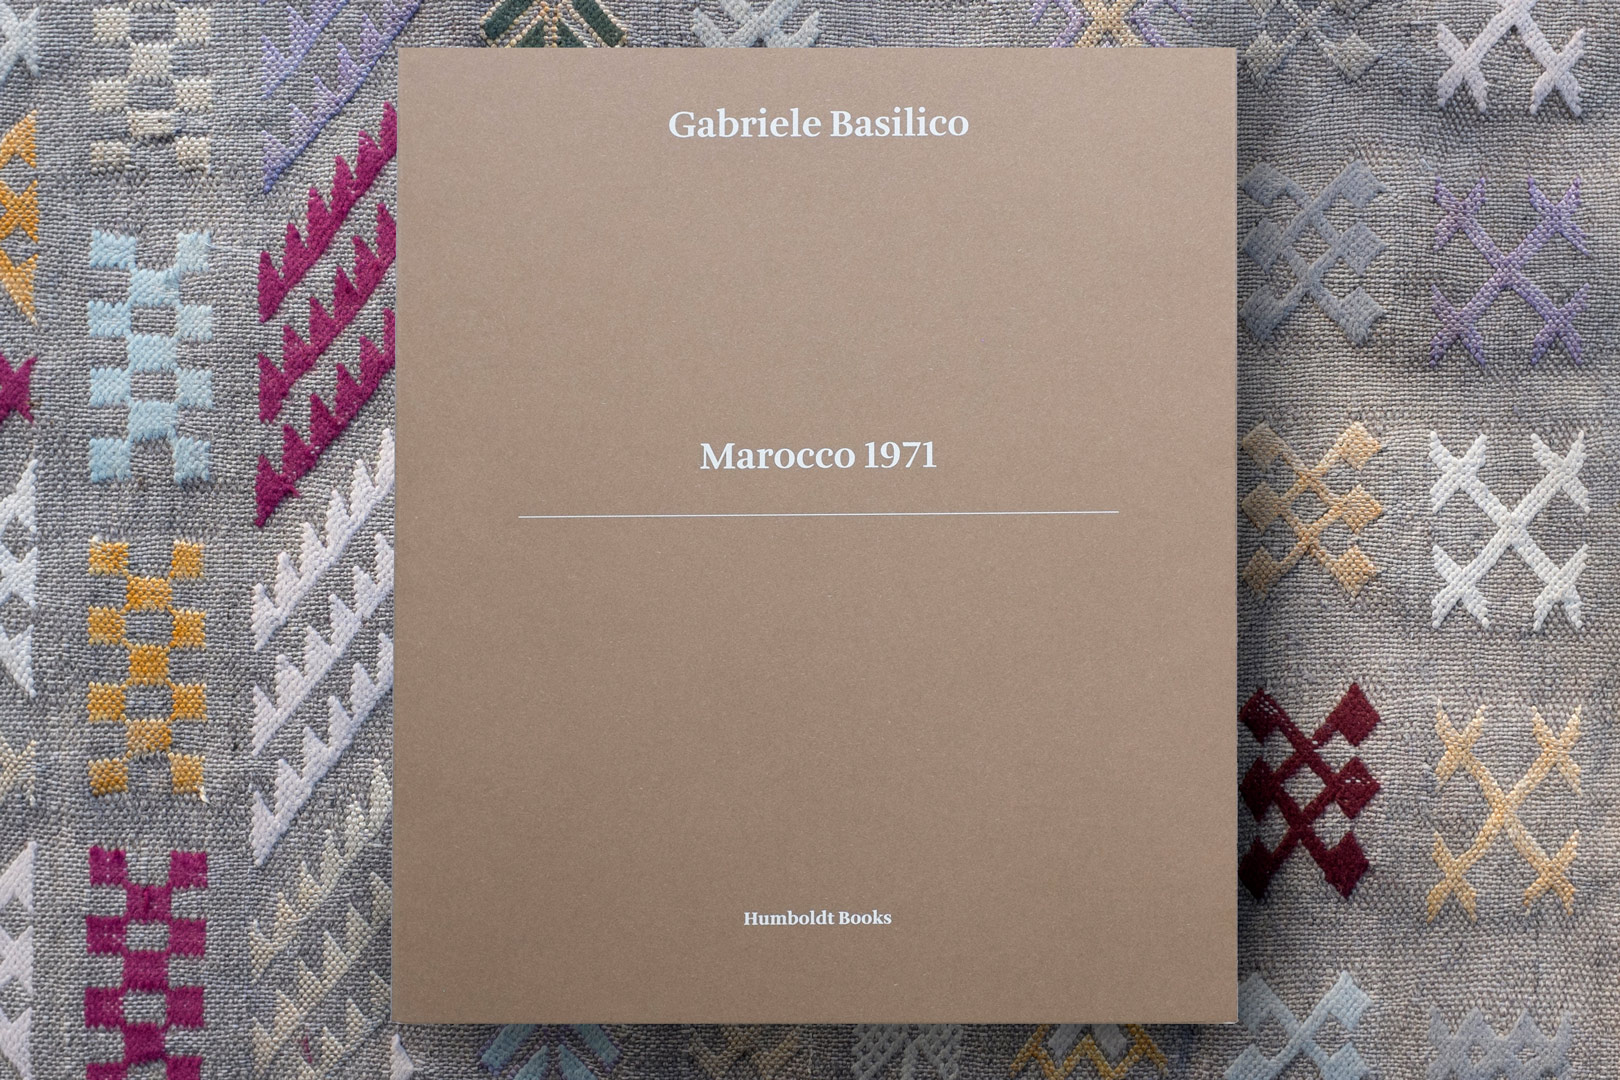 Gabriele Basilico
Marocco 1971
Humboldt Books